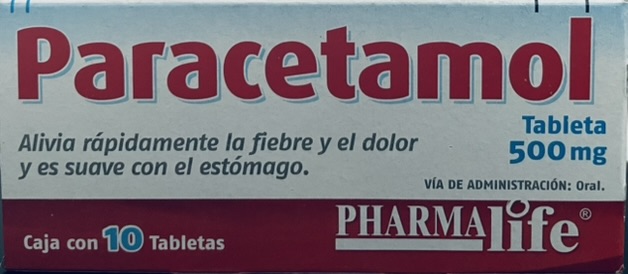 Paracetamol
Tableta
500 mg
Alivia rápidamente la fiebre y el dolor
y es suave con el estómago.
VÍA DE ADMINISTRACIÓN: Oral.
Caja con 10 Tabletas
PHARMAlife®